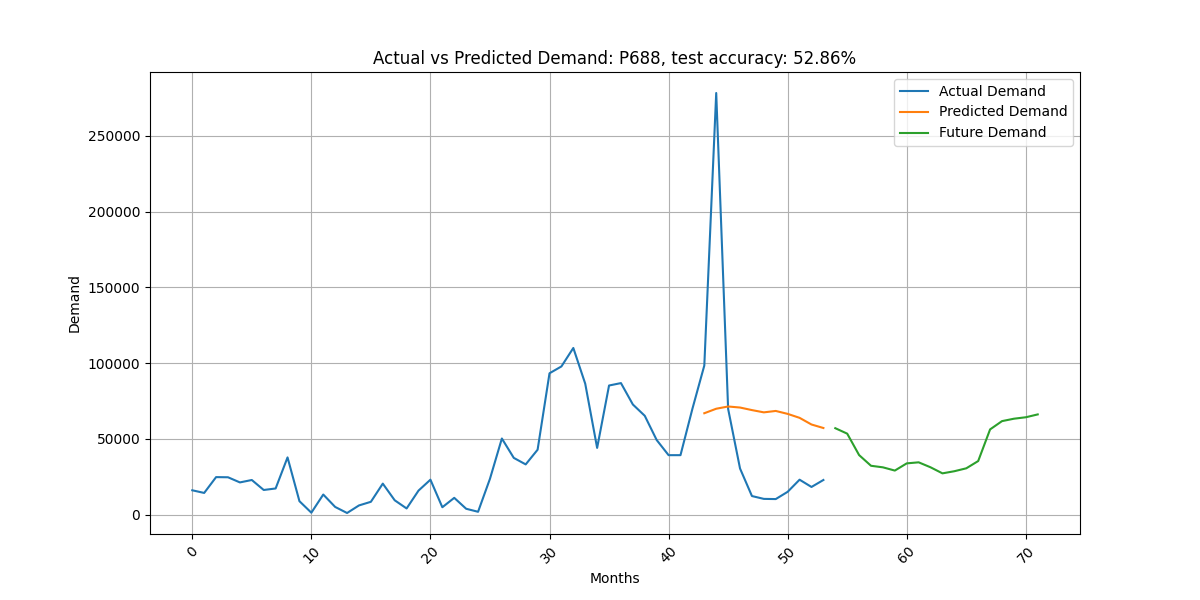 Actual vs Predicted Demand: P688, test accuracy: 52.86%
Actual Demand
Predicted Demand
Future Demand
250000
200000
150000
100000
50000
0
Demand
0 10 20 30 40 50 60 70
Months